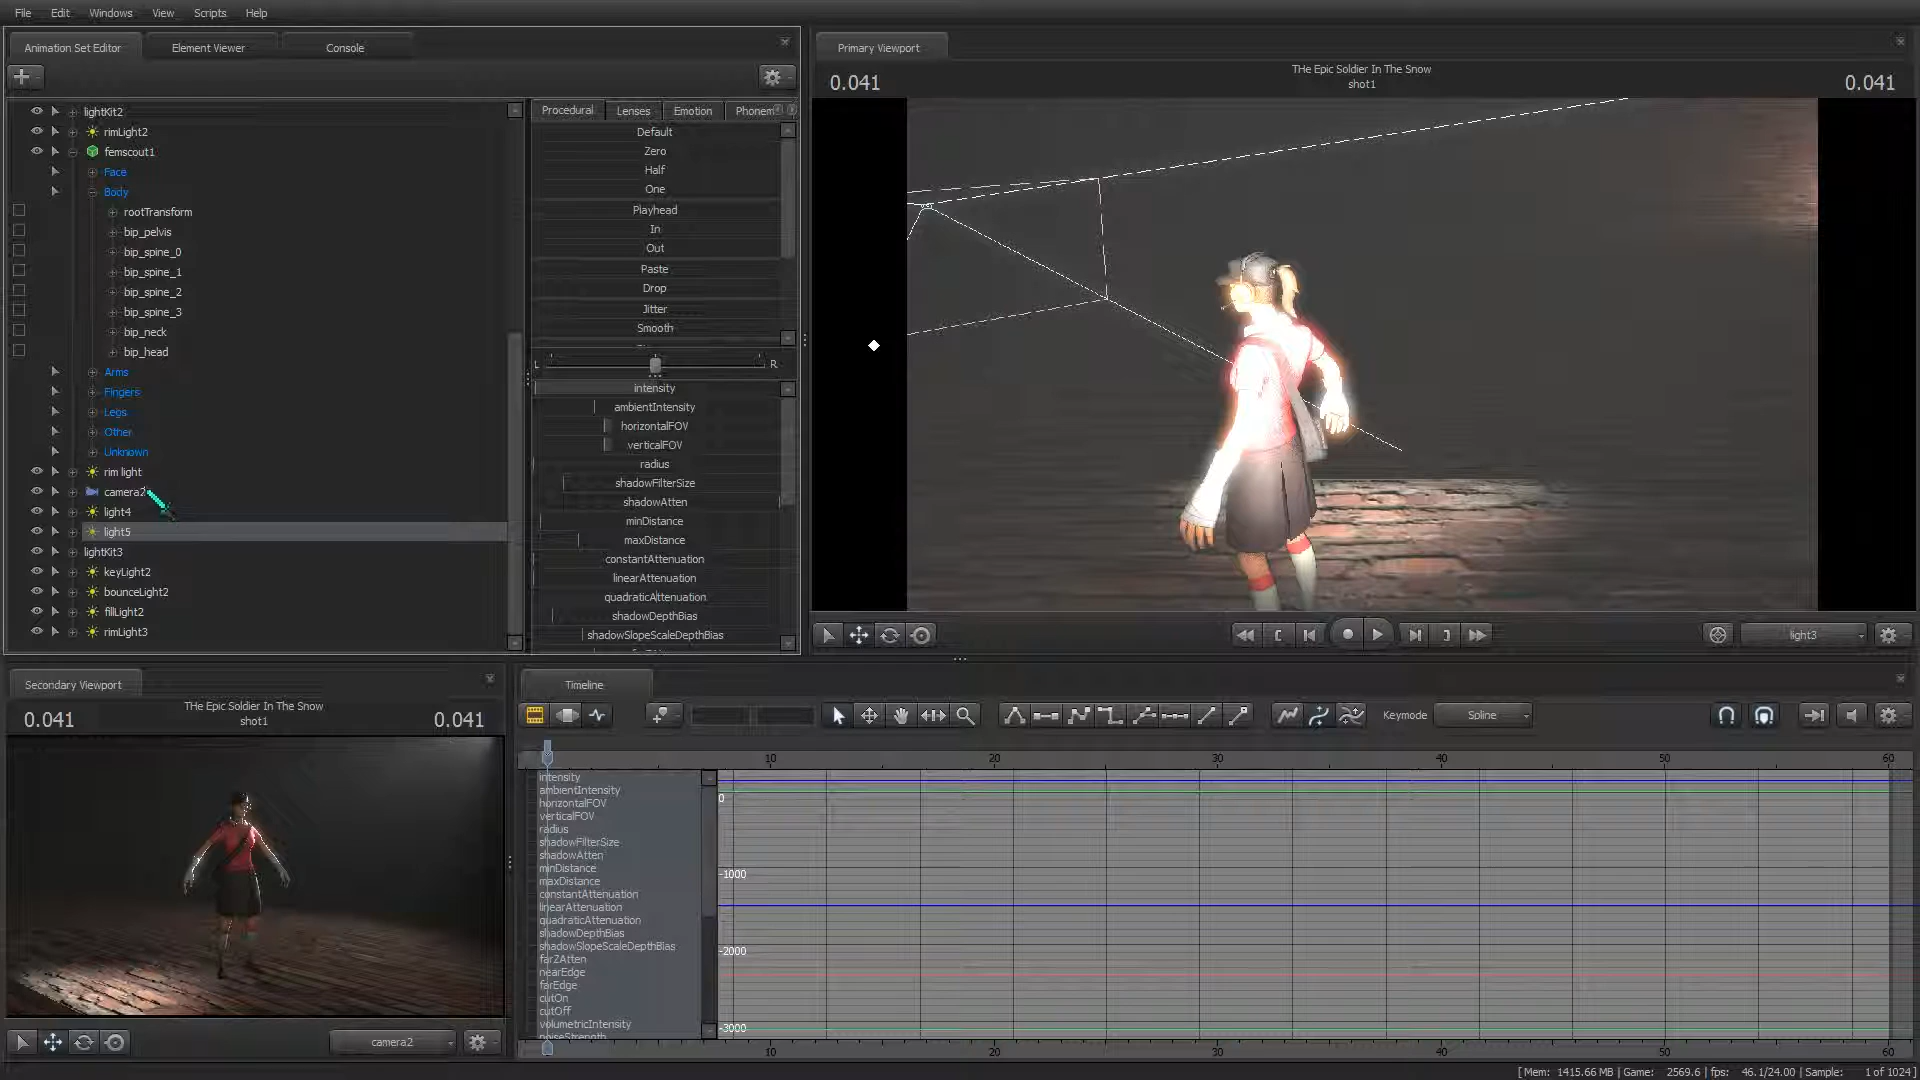 File Edit Windows View Scripts Help
Animation Set Editor Element Viewer Console
lightKit2
rimLight2
femscout1
Face
Body
rootTransform
bip_pelvis
bip_spine_0
bip_spine_1
bip_spine_2
bip_spine_3
bip_neck
bip_head
Arms
Fingers
Legs
Other
Unknown
rim light
camera2
light4
light5
lightKit3
keyLight2
bounceLight2
fillLight2
rimLight3
Procedural Lenses Emotion Phonem
Default
Zero
Half
One
Playhead
In
Out
Paste
Drop
Jitter
Smooth
L R
intensity
ambientIntensity
horizontalFOV
verticalFOV
radius
shadowFilterSize
shadowAtten
minDistance
maxDistance
constantAttenuation
linearAttenuation
quadraticAttenuation
shadowDepthBias
shadowSlopeScaleDepthBias
Primary Viewport
0.041 THe Epic Soldier In The Snow 0.041
shot1
light3
Secondary Viewport
0.041 THe Epic Soldier In The Snow 0.041
shot1
camera2
Timeline
Keymode Spline
10 20 30 40 50 60
intensity
ambientIntensity
horizontalFOV
verticalFOV
radius
shadowFilterSize
shadowAtten
minDistance
maxDistance
constantAttenuation
linearAttenuation
quadraticAttenuation
shadowDepthBias
shadowSlopeScaleDepthBias
farZAtten
nearEdge
farEdge
cutOn
cutOff
volumetricIntensity
noiseStrength
0
-1000
-2000
-3000
10 20 30 40 50 60
[ Mem: 1415.66 MB | Game: 2569.6 | fps: 46.1/24.00 | Sample: 1 of 1024 ]